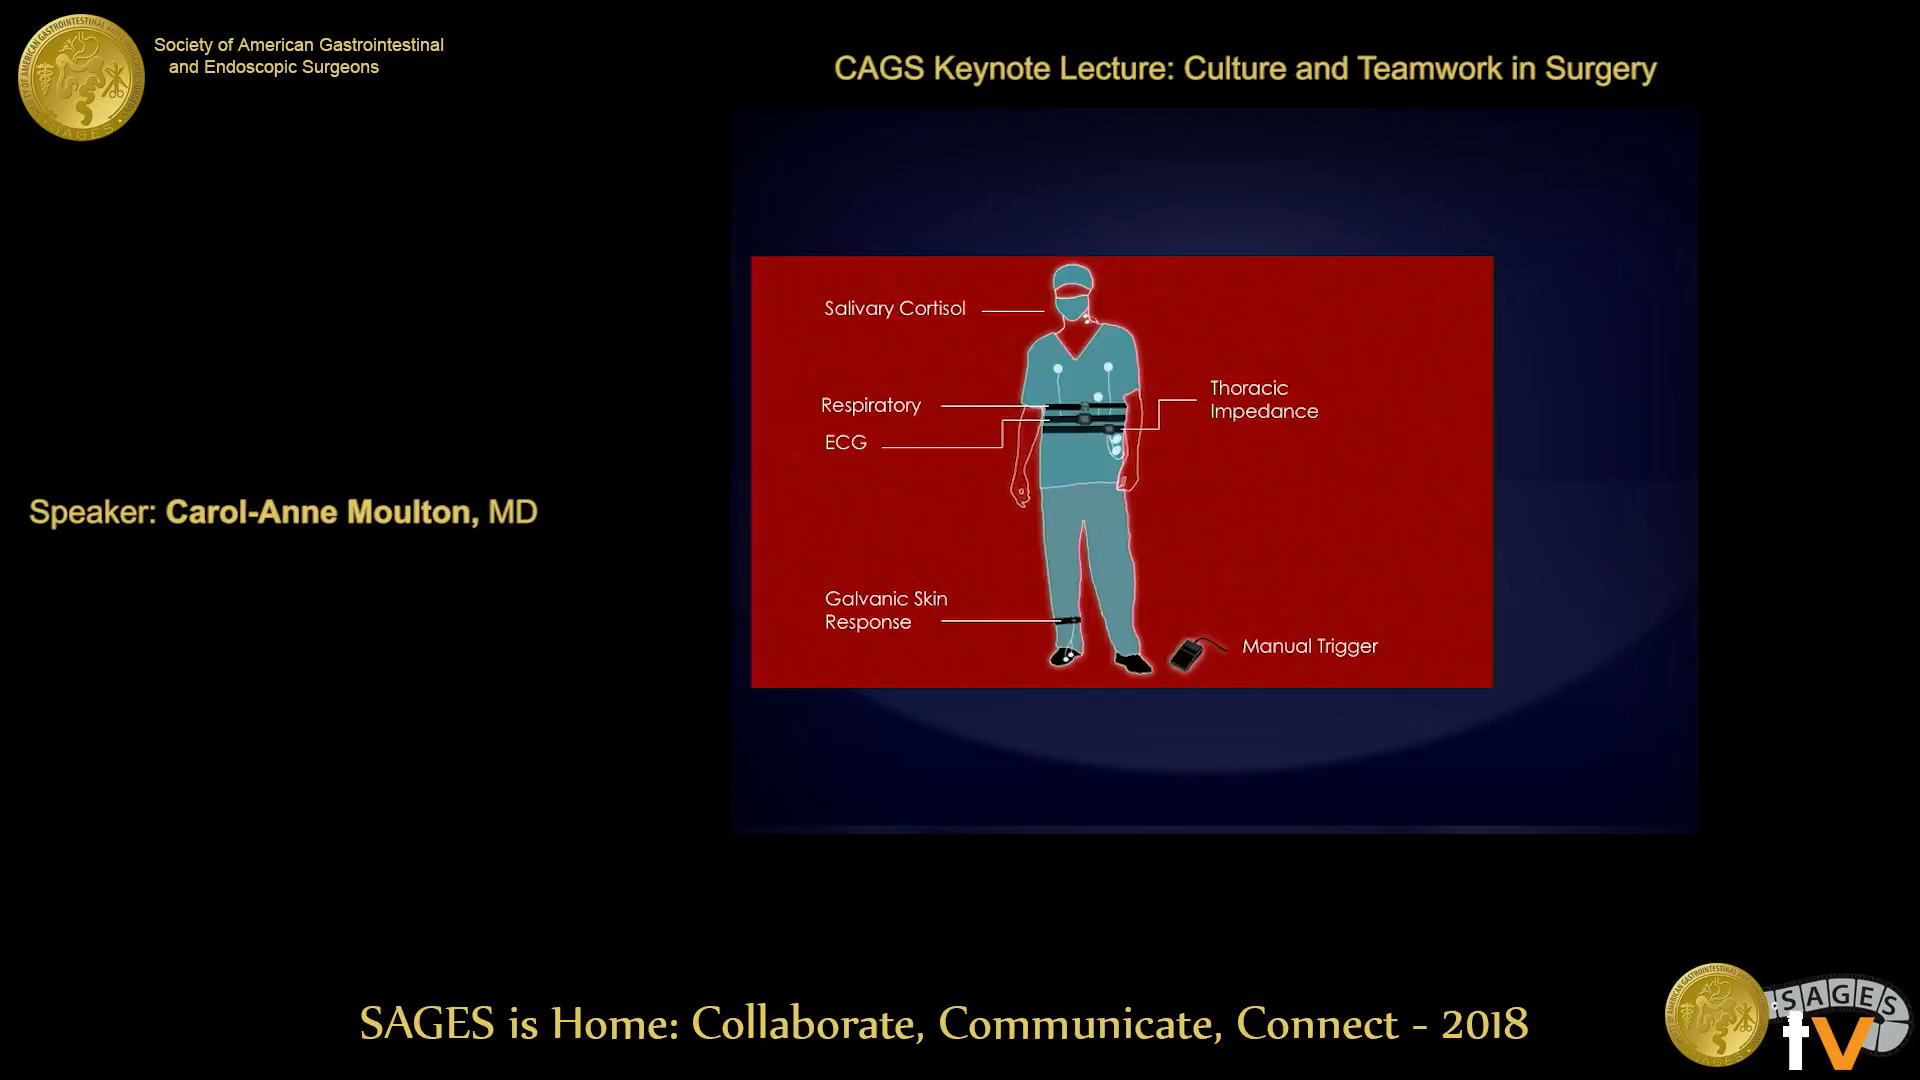 Society of American Gastrointestinal
and Endoscopic Surgeons
CAGS Keynote Lecture: Culture and Teamwork in Surgery
Speaker: Carol-Anne Moulton, MD
Salivary Cortisol
Respiratory
ECG
Thoracic
Impedance
Galvanic Skin
Response
Manual Trigger
SAGES is Home: Collaborate, Communicate, Connect - 2018
SAGES
tv